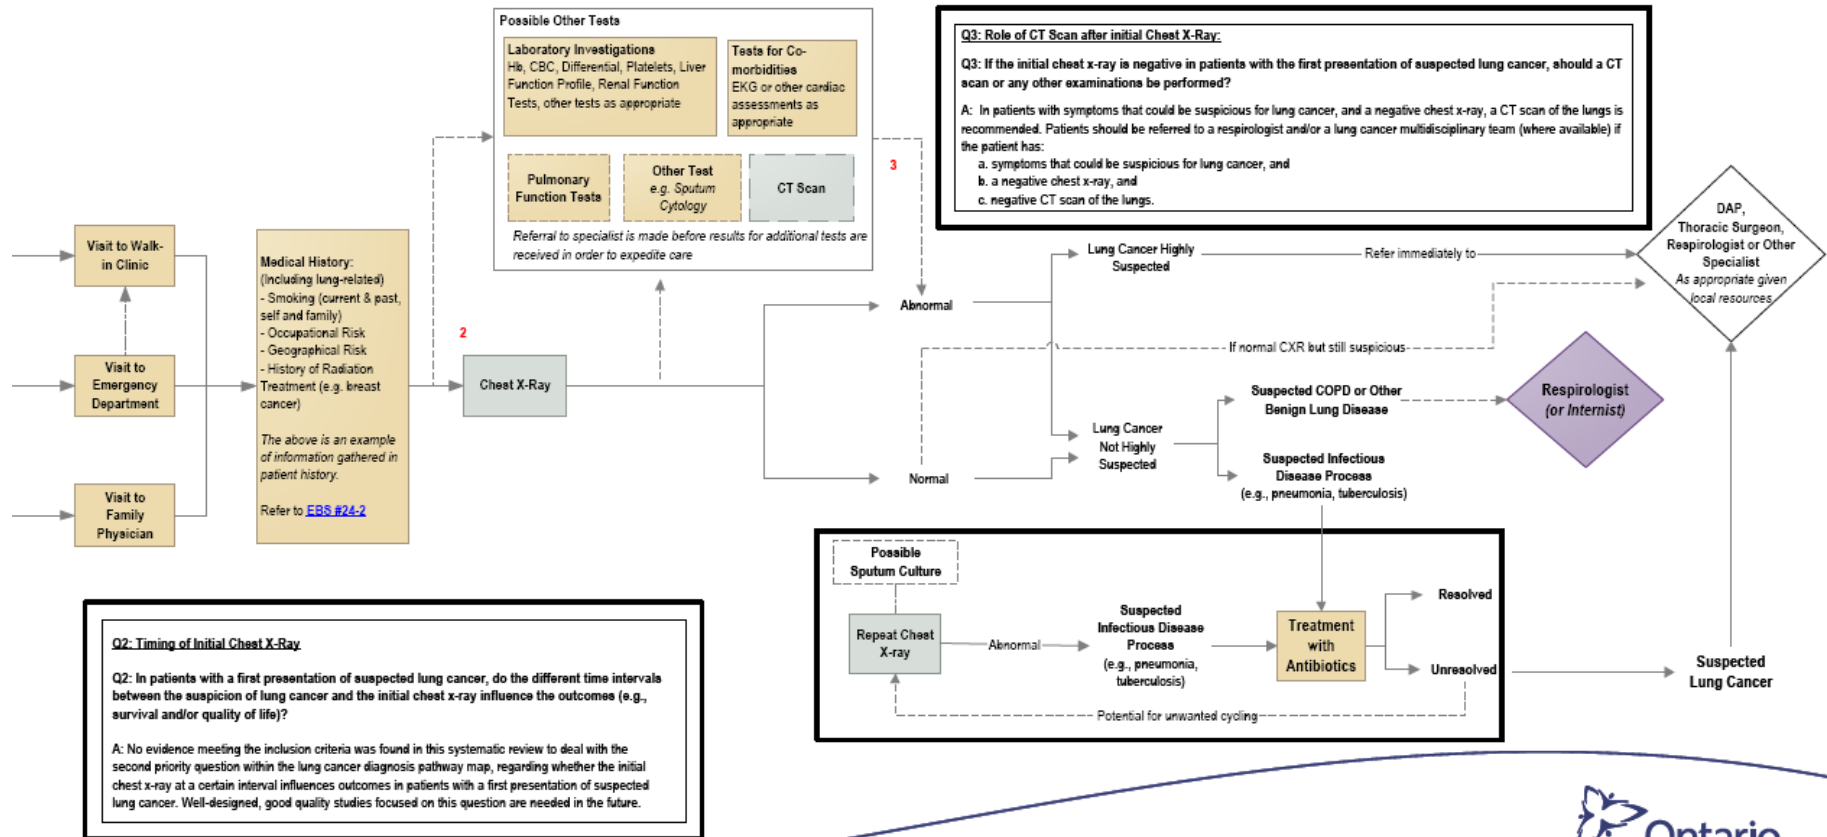 Possible Other Tests
Laboratory Investigations
Hb, CBC, Differential, Platelets, Liver
Function Profile, Renal Function
Tests, other tests as appropriate
Tests for Co-
morbidities
EKG or other cardiac
assessments as
appropriate
Pulmonary
Function Tests
Other Test
e.g. Sputum
Cytology
CT Scan
Referral to specialist is made before results for additional tests are
received in order to expedite care
3
Q3: Role of CT Scan after initial Chest X-Ray:
Q3: If the initial chest x-ray is negative in patients with the first presentation of suspected lung cancer, should a CT
scan or any other examinations be performed?
A: In patients with symptoms that could be suspicious for lung cancer, and a negative chest x-ray, a CT scan of the lungs is
recommended. Patients should be referred to a respirologist and/or a lung cancer multidisciplinary team (where available) if
the patient has:
a. symptoms that could be suspicious for lung cancer, and
b. a negative chest x-ray, and
c. negative CT scan of the lungs.
Visit to Walk-
in Clinic
Visit to
Emergency
Department
Visit to
Family
Physician
Medical History:
(Including lung-related)
- Smoking (current & past,
self and family)
- Occupational Risk
- Geographical Risk
- History of Radiation
Treatment (e.g. breast
cancer)
The above is an example
of information gathered in
patient history.
Refer to EBS #24-2
2
Chest X-Ray
Abnormal
Normal
Lung Cancer Highly
Suspected
Refer immediately to
DAP,
Thoracic Surgeon,
Respirologist or Other
Specialist
As appropriate given
local resources
If normal CXR but still suspicious
Lung Cancer
Not Highly
Suspected
Suspected COPD or Other
Benign Lung Disease
Respirologist
(or Internist)
Suspected Infectious
Disease Process
(e.g., pneumonia, tuberculosis)
Possible
Sputum Culture
Repeat Chest
X-ray
Abnormal
Suspected
Infectious Disease
Process
(e.g., pneumonia,
tuberculosis)
Treatment
with
Antibiotics
Resolved
Unresolved
Potential for unwanted cycling
Suspected
Lung Cancer
Q2: Timing of Initial Chest X-Ray
Q2: In patients with a first presentation of suspected lung cancer, do the different time intervals
between the suspicion of lung cancer and the initial chest x-ray influence the outcomes (e.g.,
survival and/or quality of life)?
A: No evidence meeting the inclusion criteria was found in this systematic review to deal with the
second priority question within the lung cancer diagnosis pathway map, regarding whether the initial
chest x-ray at a certain interval influences outcomes in patients with a first presentation of suspected
lung cancer. Well-designed, good quality studies focused on this question are needed in the future.
Ontario